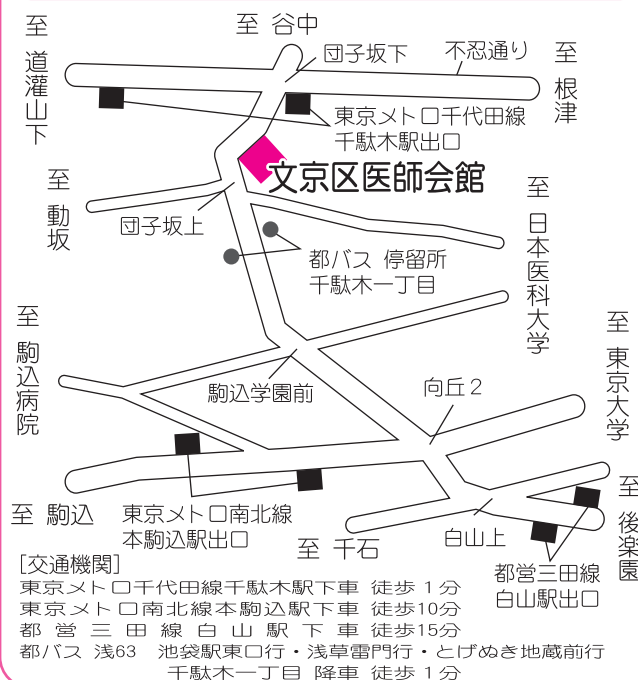 至 谷中
至 道灌山下
団子坂下
不忍通り
至 根津
東京メトロ千代田線
千駄木駅出口
文京区医師会館
至 動坂
団子坂上
至 日本医科大学
都バス 停留所
千駄木一丁目
至 駒込病院
至 東京大学
駒込学園前
向丘2
至 駒込
東京メトロ南北線
本駒込駅出口
至 千石
白山上
至 後楽園
都営三田線
白山駅出口
[交通機関]
東京メトロ千代田線千駄木駅下車 徒歩1分
東京メトロ南北線本駒込駅下車 徒歩10分
都営三田線白山駅下車 徒歩15分
都バス 浅63 池袋駅東口行・浅草雷門行・とげぬき地蔵前行
千駄木一丁目 降車 徒歩1分